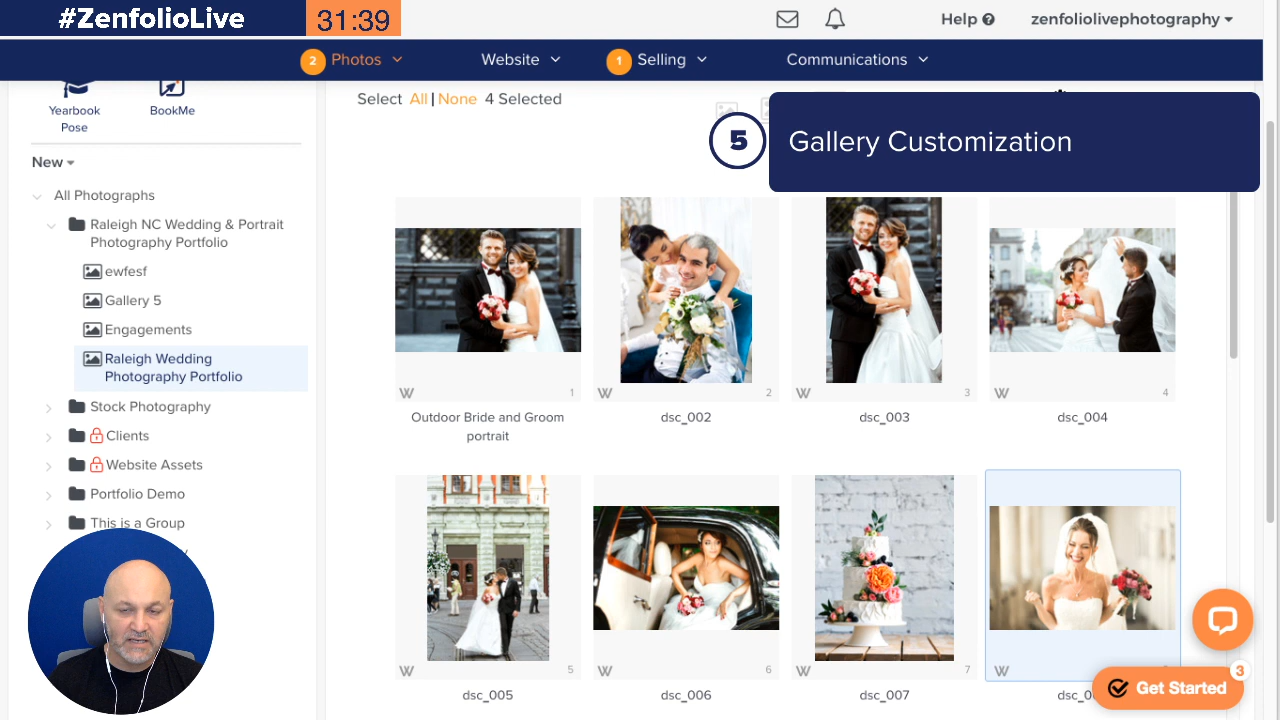 #ZenfolioLive
31:39
Help ?
zenfoliolivephotography
2 Photos
Website
1 Selling
Communications
Yearbook
Pose
BookMe
Select All | None 4 Selected
5
Gallery Customization
New
All Photographs
Raleigh NC Wedding & Portrait
Photography Portfolio
ewfesf
Gallery 5
Engagements
Raleigh Wedding
Photography Portfolio
Stock Photography
Clients
Website Assets
Portfolio Demo
This is a Group
W 1
W 2
W 3
W 4
Outdoor Bride and Groom
portrait
dsc_002
dsc_003
dsc_004
W 5
W 6
W 7
W
dsc_005
dsc_006
dsc_007
3
Get Started